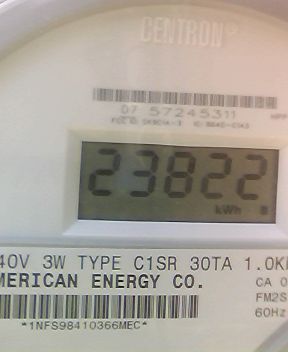 CENTRON®
07 57245311
23822
kWh
40V 3W TYPE C1SR 30TA 1.0K
MERICAN ENERGY CO.
CA 0
FM2S
60Hz
*1NFS98410366MEC*